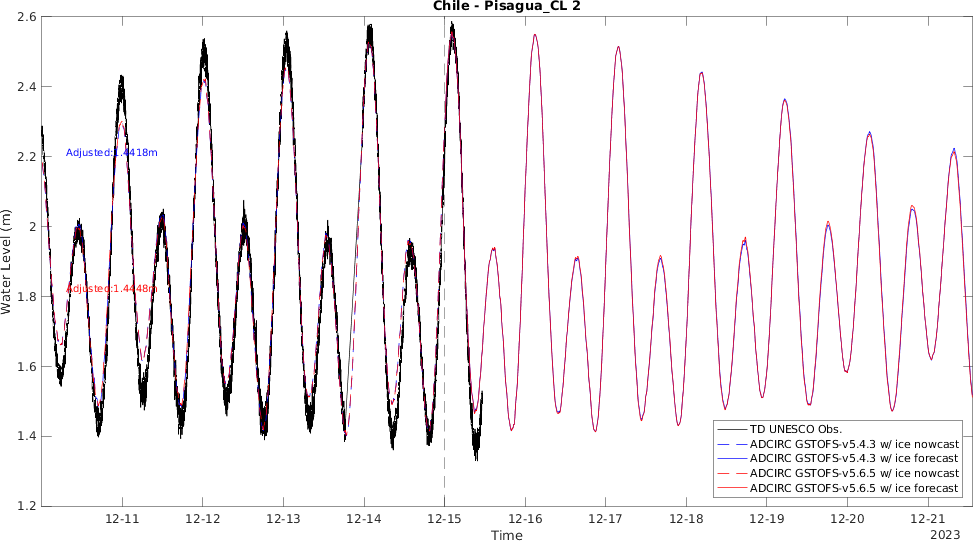 Chile - Pisagua_CL 2
2.6
2.4
2.2
2
1.8
1.6
1.4
1.2
Water Level (m)
Adjusted:1.4418m
Adjusted:1.4448m
TD UNESCO Obs.
ADCIRC GSTOFS-v5.4.3 w/ ice nowcast
ADCIRC GSTOFS-v5.4.3 w/ ice forecast
ADCIRC GSTOFS-v5.6.5 w/ ice nowcast
ADCIRC GSTOFS-v5.6.5 w/ ice forecast
12-11 12-12 12-13 12-14 12-15 12-16 12-17 12-18 12-19 12-20 12-21
2023
Time